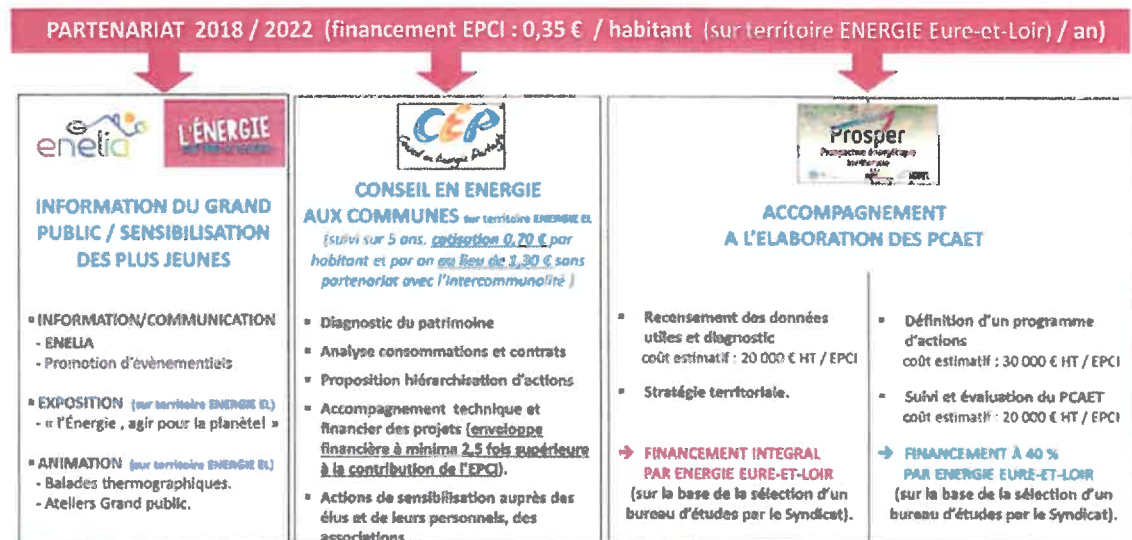 PARTENARIAT 2018 / 2022 (financement EPCI : 0,35 € / habitant (sur territoire ENERGIE Eure-et-Loir) / an)
enelia
L'ÉNERGIE
INFORMATION DU GRAND
PUBLIC / SENSIBILISATION
DES PLUS JEUNES
▪ INFORMATION/COMMUNICATION
- ENELIA
- Promotion d'évènementiels
▪ EXPOSITION (sur territoire ENERGIE EL)
- « l'Énergie , agir pour la planète! »
▪ ANIMATION (sur territoire ENERGIE EL)
- Balades thermographiques.
- Ateliers Grand public.
CEP
Conseil en Energie Partagé
CONSEIL EN ENERGIE
AUX COMMUNES sur territoire ENERGIE EL
(suivi sur 5 ans, cotisation 0,70 € par
habitant et par an au lieu de 1,30 € sans
partenariat avec l'intercommunalité )
▪ Diagnostic du patrimoine
▪ Analyse consommations et contrats
▪ Proposition hiérarchisation d'actions
▪ Accompagnement technique et
financier des projets (enveloppe
financière à minima 2,5 fois supérieure
à la contribution de l'EPCI).
▪ Actions de sensibilisation auprès des
élus et de leurs personnels, des
associations
Prosper
Prospective énergétique
territoriale
ACCOMPAGNEMENT
A L'ELABORATION DES PCAET
▪ Recensement des données
utiles et diagnostic
coût estimatif : 20 000 € HT / EPCI
▪ Stratégie territoriale.
→ FINANCEMENT INTEGRAL
PAR ENERGIE EURE-ET-LOIR
(sur la base de la sélection d'un
bureau d'études par le Syndicat).
▪ Définition d'un programme
d'actions
coût estimatif : 30 000 € HT / EPCI
▪ Suivi et évaluation du PCAET
coût estimatif : 20 000 € HT / EPCI
→ FINANCEMENT À 40 %
PAR ENERGIE EURE-ET-LOIR
(sur la base de la sélection d'un
bureau d'études par le Syndicat).